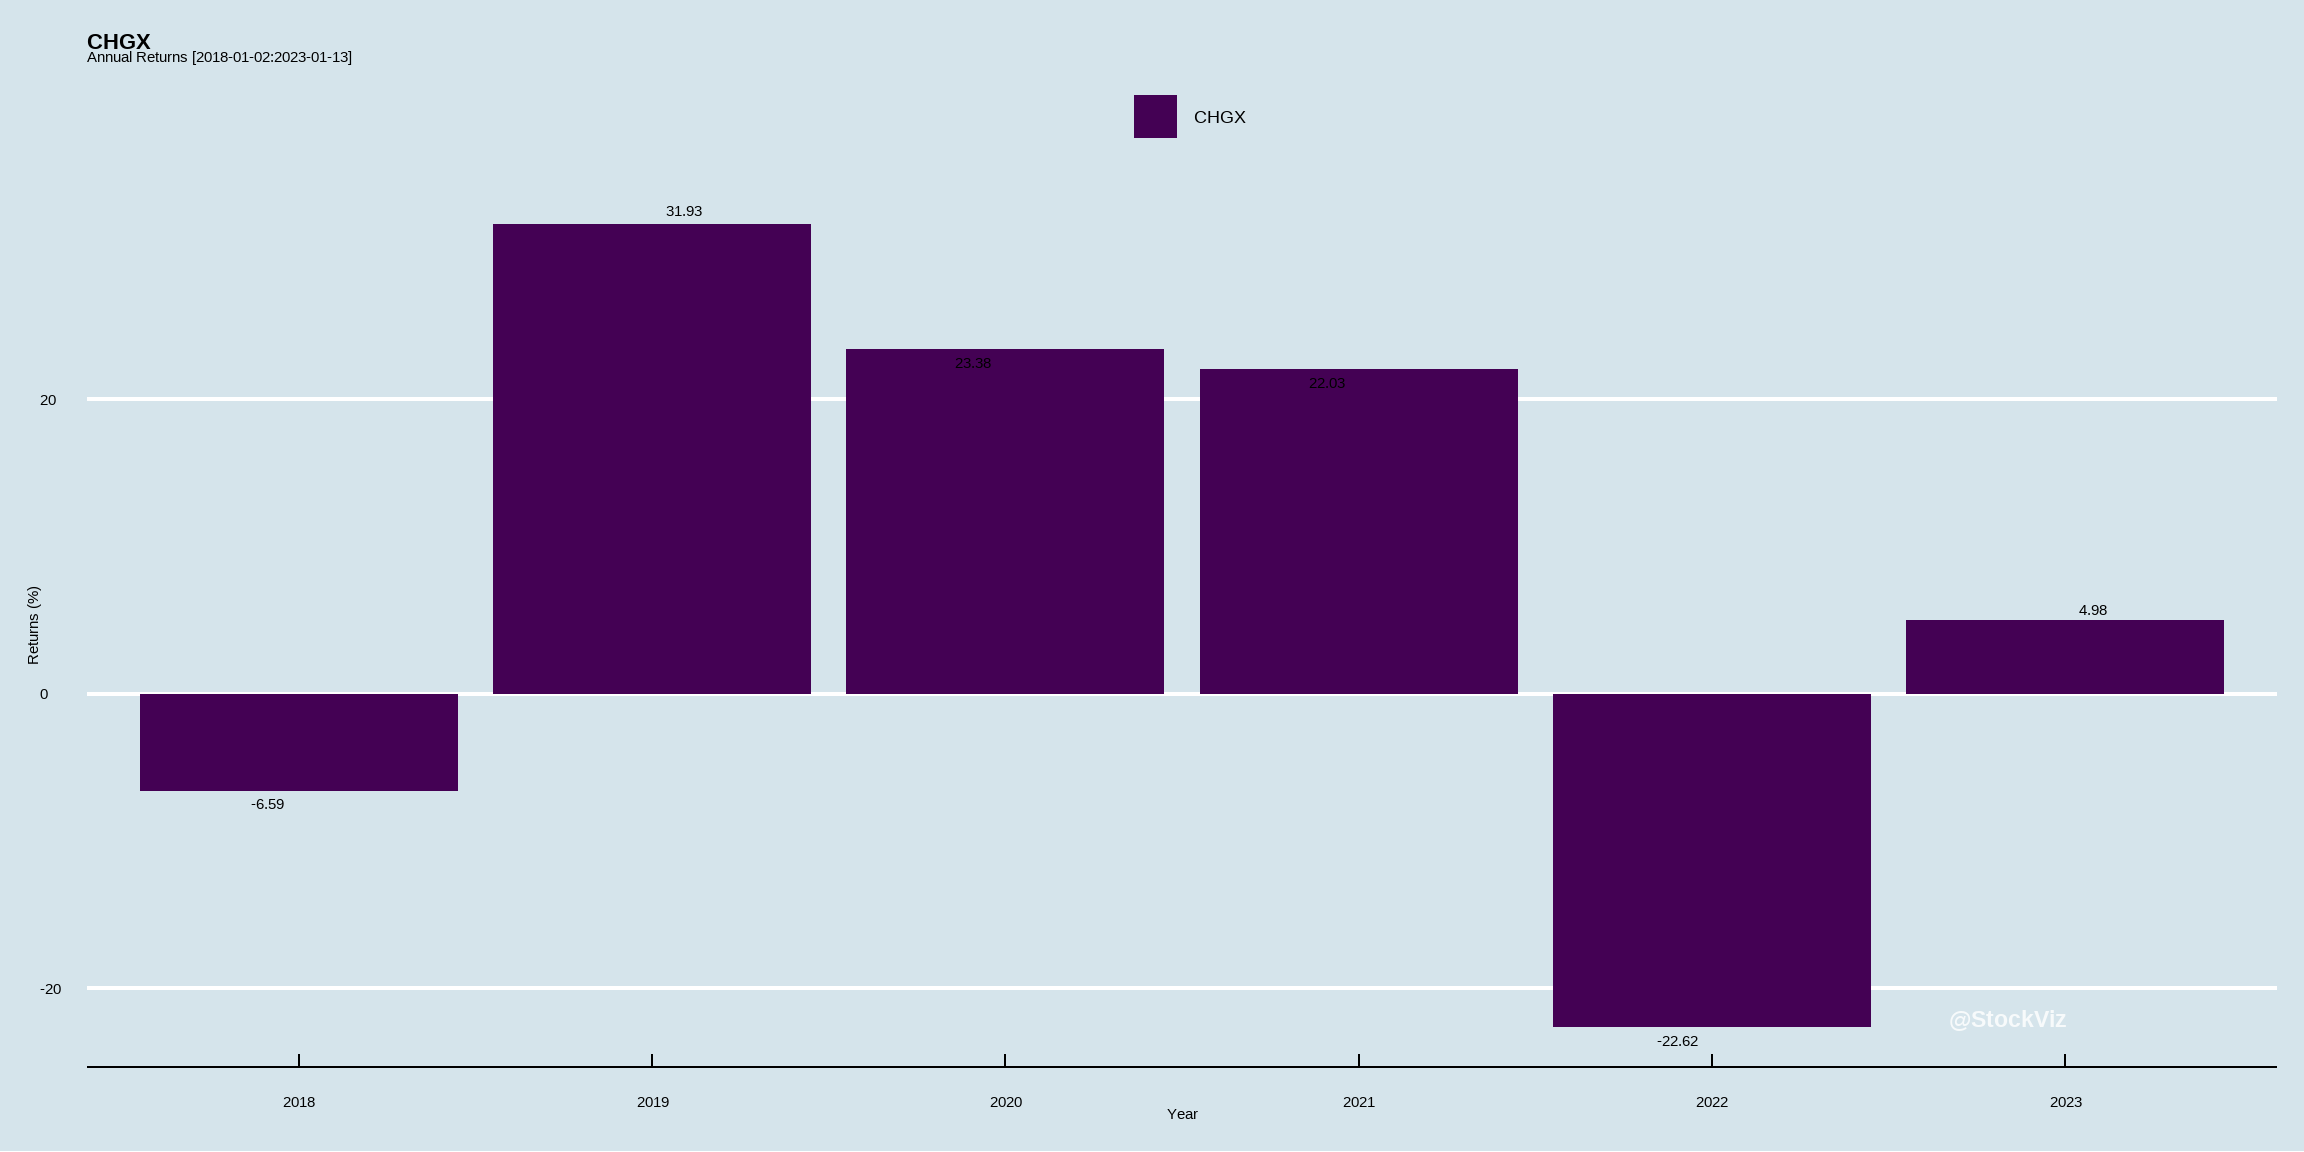 CHGX
Annual Returns [2018-01-02:2023-01-13]
CHGX
31.93
23.38
22.03
20
4.98
Returns (%)
0
-6.59
-20
@StockViz
-22.62
2018 2019 2020 2021 2022 2023
Year